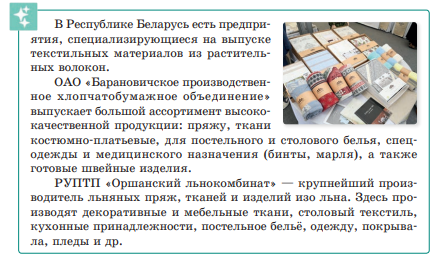 В Республике Беларусь есть предпри-
ятия, специализирующиеся на выпуске
текстильных материалов из раститель-
ных волокон.
ОАО «Барановичское производствен-
ное хлопчатобумажное объединение»
выпускает большой ассортимент высоко-
качественной продукции: пряжу, ткани
костюмно-платьевые, для постельного и столового белья, спец-
одежды и медицинского назначения (бинты, марля), а также
готовые швейные изделия.
РУПТП «Оршанский льнокомбинат» — крупнейший произ-
водитель льняных пряж, тканей и изделий изо льна. Здесь про-
изводят декоративные и мебельные ткани, столовый текстиль,
кухонные принадлежности, постельное бельё, одежду, покрыва-
ла, пледы и др.